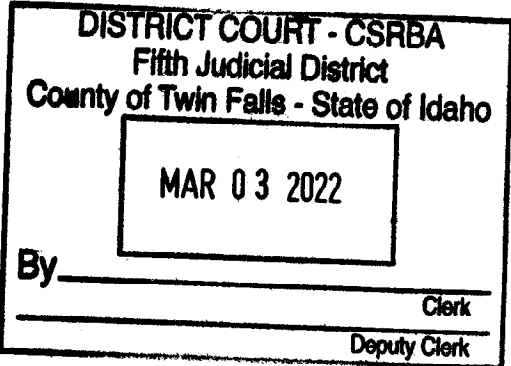 DISTRICT COURT - CSRBA
Fifth Judicial District
County of Twin Falls - State of Idaho
MAR 03 2022
By
Clerk
Deputy Clerk